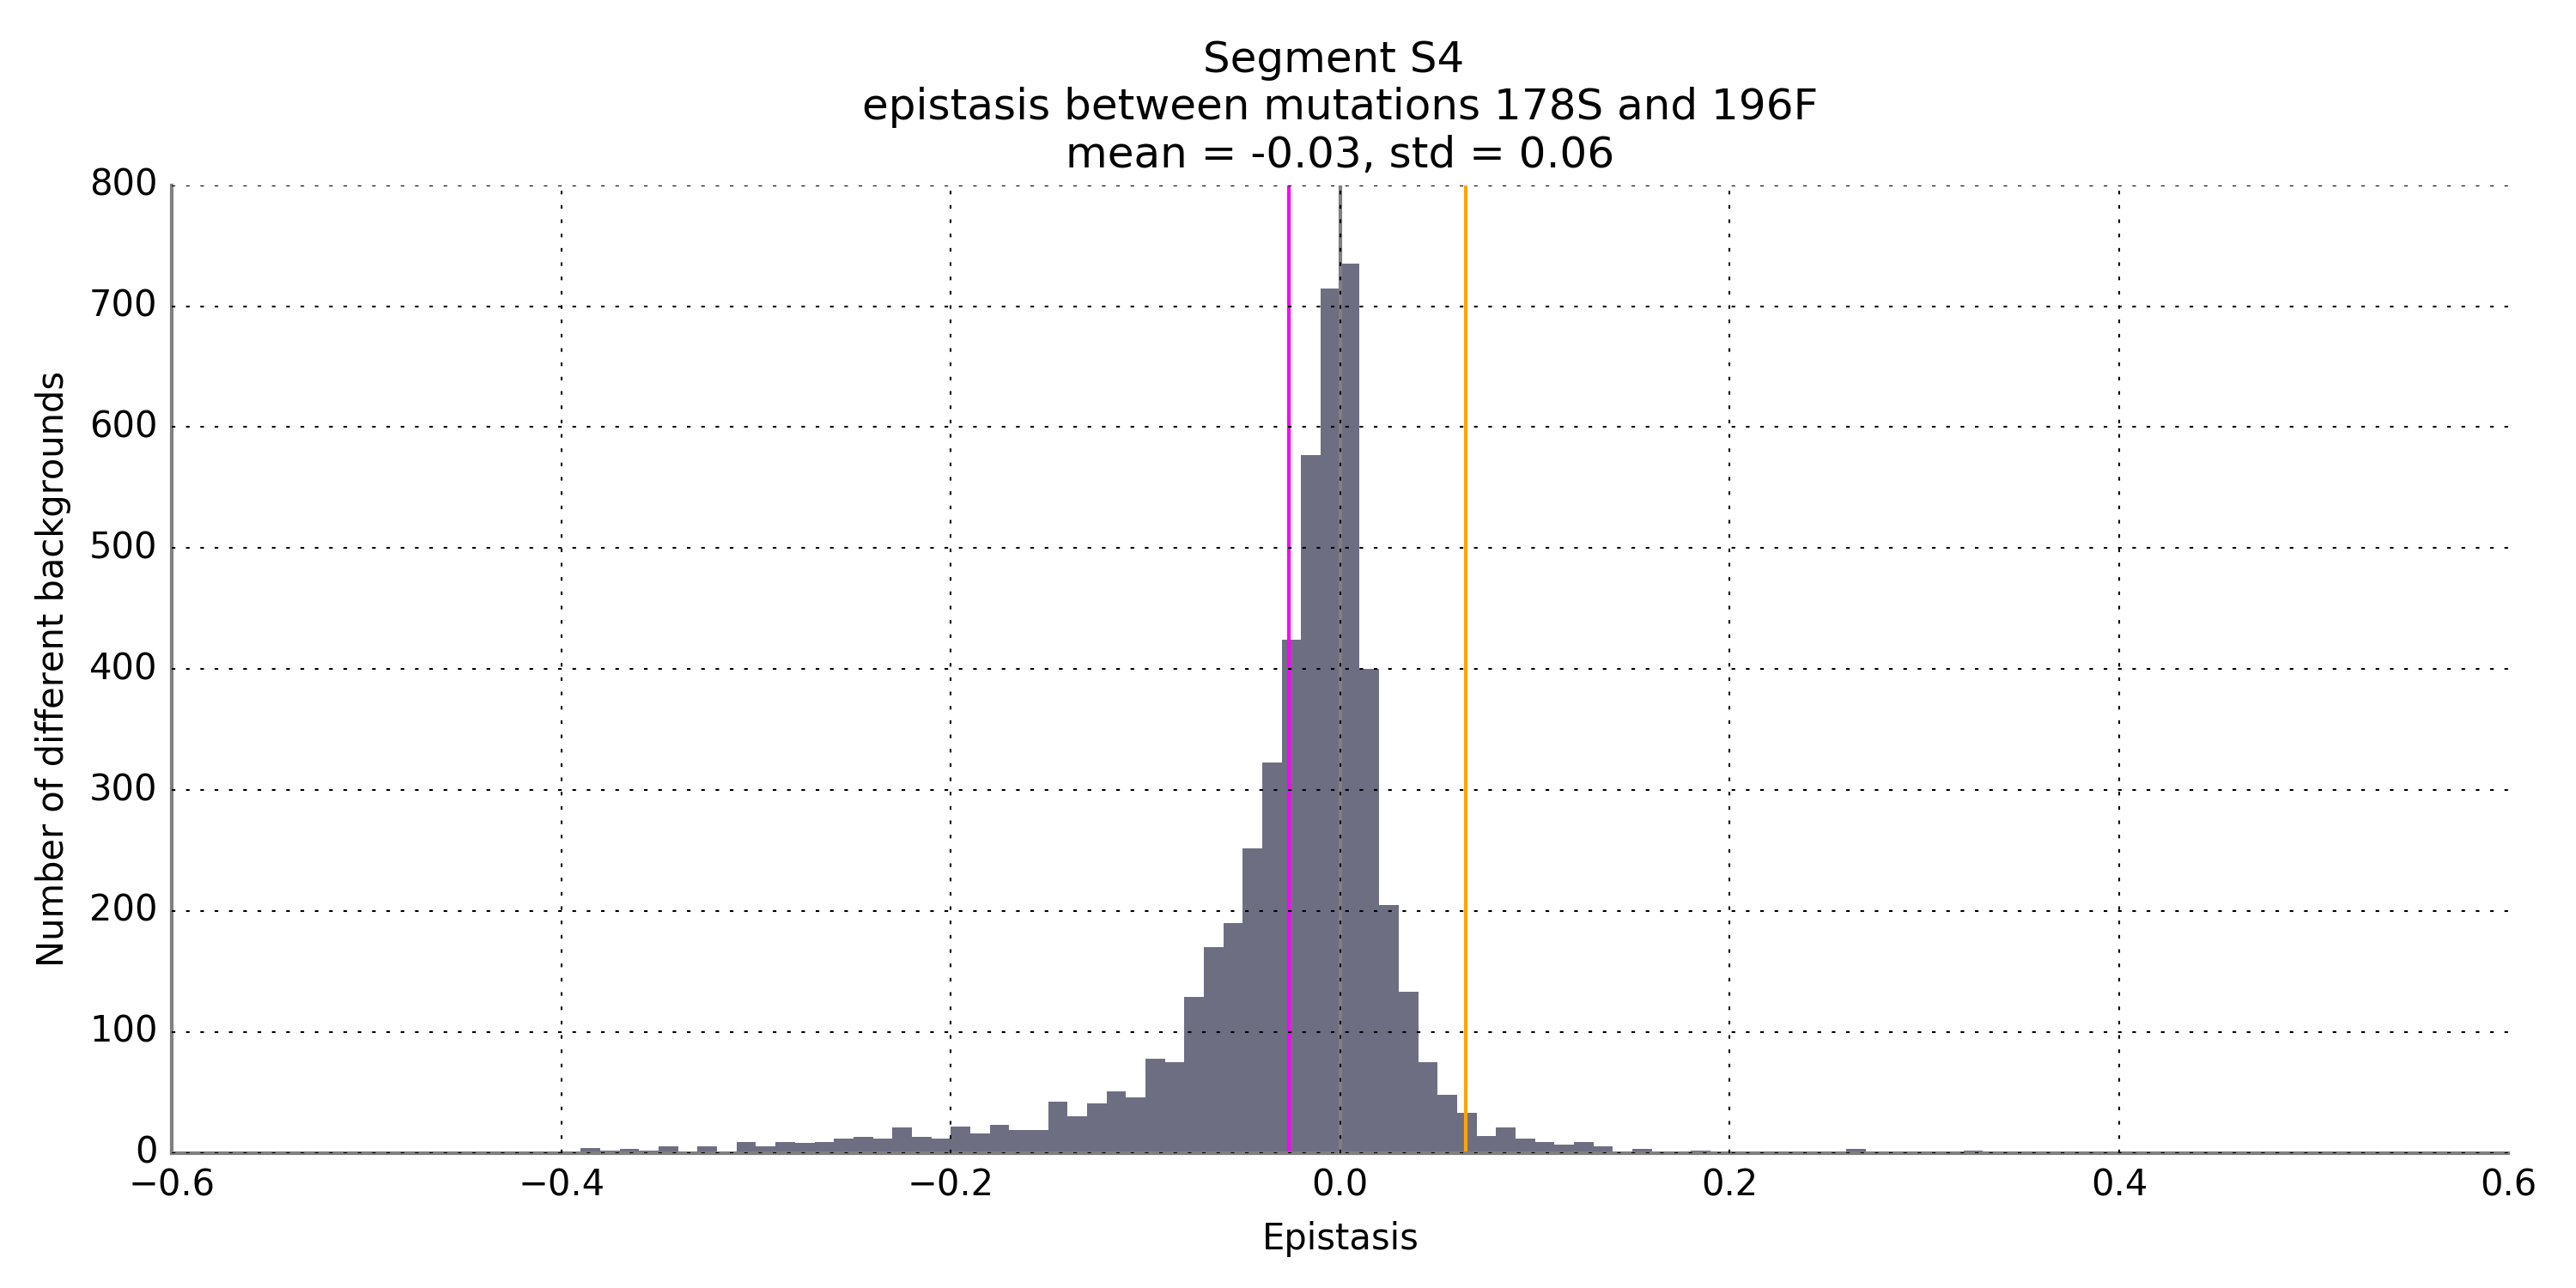 Segment S4
epistasis between mutations 178S and 196F
mean = -0.03, std = 0.06
800
700
600
500
400
300
200
100
0
Number of different backgrounds
−0.6 −0.4 −0.2 0.0 0.2 0.4 0.6
Epistasis